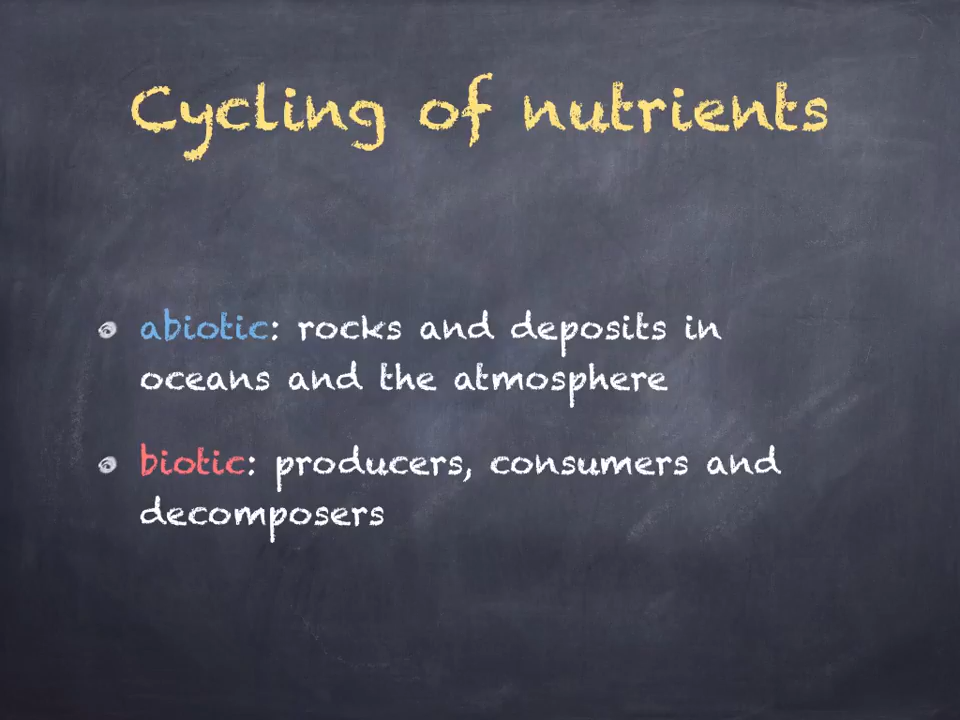 Cycling of nutrients
abiotic: rocks and deposits in
oceans and the atmosphere
biotic: producers, consumers and
decomposers